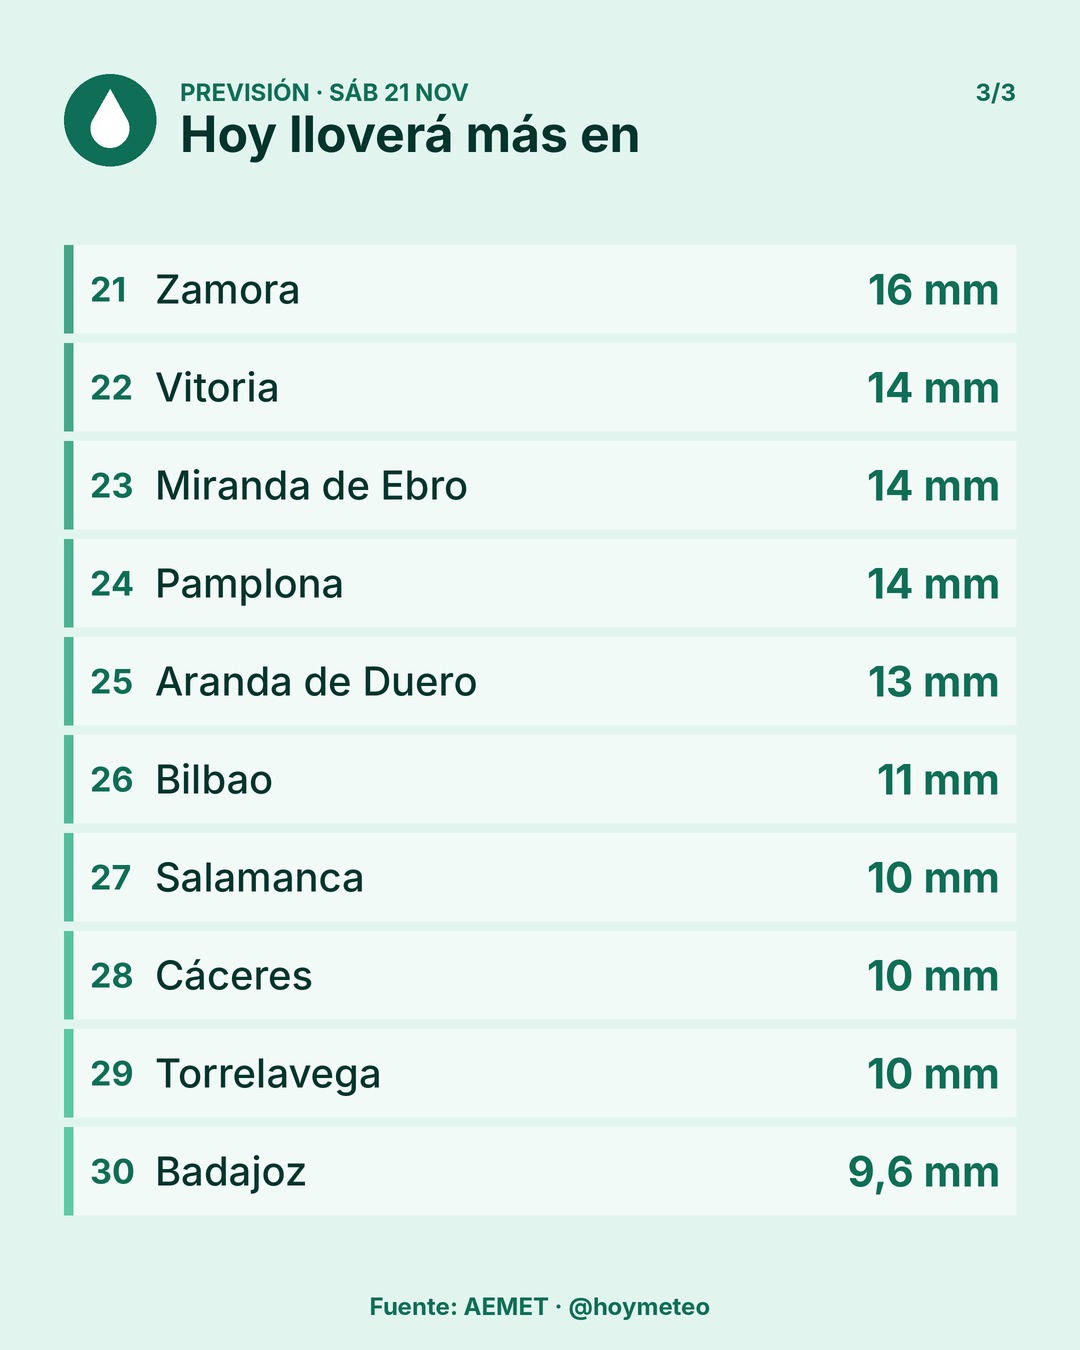 PREVISIÓN · SÁB 21 NOV
3/3
Hoy lloverá más en
21 Zamora 16 mm
22 Vitoria 14 mm
23 Miranda de Ebro 14 mm
24 Pamplona 14 mm
25 Aranda de Duero 13 mm
26 Bilbao 11 mm
27 Salamanca 10 mm
28 Cáceres 10 mm
29 Torrelavega 10 mm
30 Badajoz 9,6 mm
Fuente: AEMET · @hoymeteo